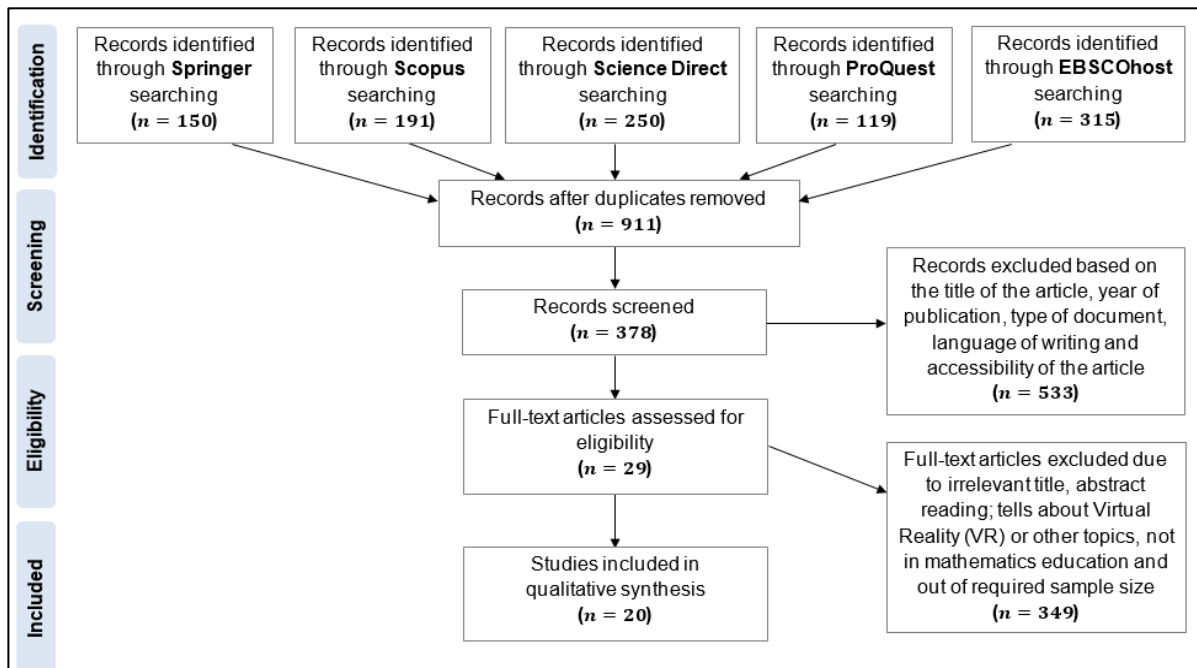 Identification
Records identified
through Springer
searching
(n = 150)
Records identified
through Scopus
searching
(n = 191)
Records identified
through Science Direct
searching
(n = 250)
Records identified
through ProQuest
searching
(n = 119)
Records identified
through EBSCOhost
searching
(n = 315)
Screening
Records after duplicates removed
(n = 911)
Records screened
(n = 378)
Records excluded based on
the title of the article, year of
publication, type of document,
language of writing and
accessibility of the article
(n = 533)
Eligibility
Full-text articles assessed for
eligibility
(n = 29)
Full-text articles excluded due
to irrelevant title, abstract
reading; tells about Virtual
Reality (VR) or other topics, not
in mathematics education and
out of required sample size
(n = 349)
Included
Studies included in
qualitative synthesis
(n = 20)